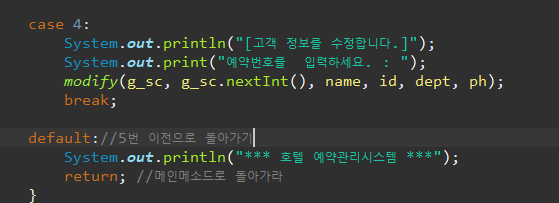 case 4:
System.out.println("[고객 정보를 수정합니다.]");
System.out.print("예약번호를  입력하세요. : ");
modify(g_sc, g_sc.nextInt(), name, id, dept, ph);
break;
default://5번 이전으로 돌아가기
System.out.println("*** 호텔 예약관리시스템 ***");
return; //메인메소드로 돌아가라
}